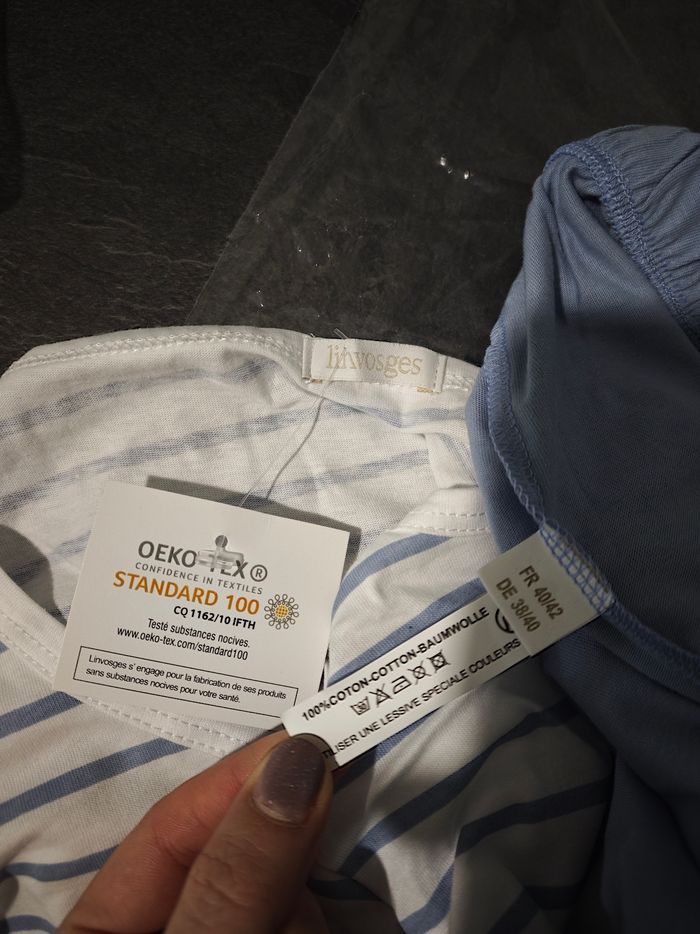 linvosges
OEKO-TEX®
CONFIDENCE IN TEXTILES
STANDARD 100
CQ 1162/10 IFTH
Testé substances nocives.
www.oeko-tex.com/standard100
Linvosges s'engage pour la fabrication de ses produits
sans substances nocives pour votre santé.
FR 40/42
DE 38/40
100%COTON-COTTON-BAUMWOLLE
UNE LESSIVE SPECIALE COULEURS